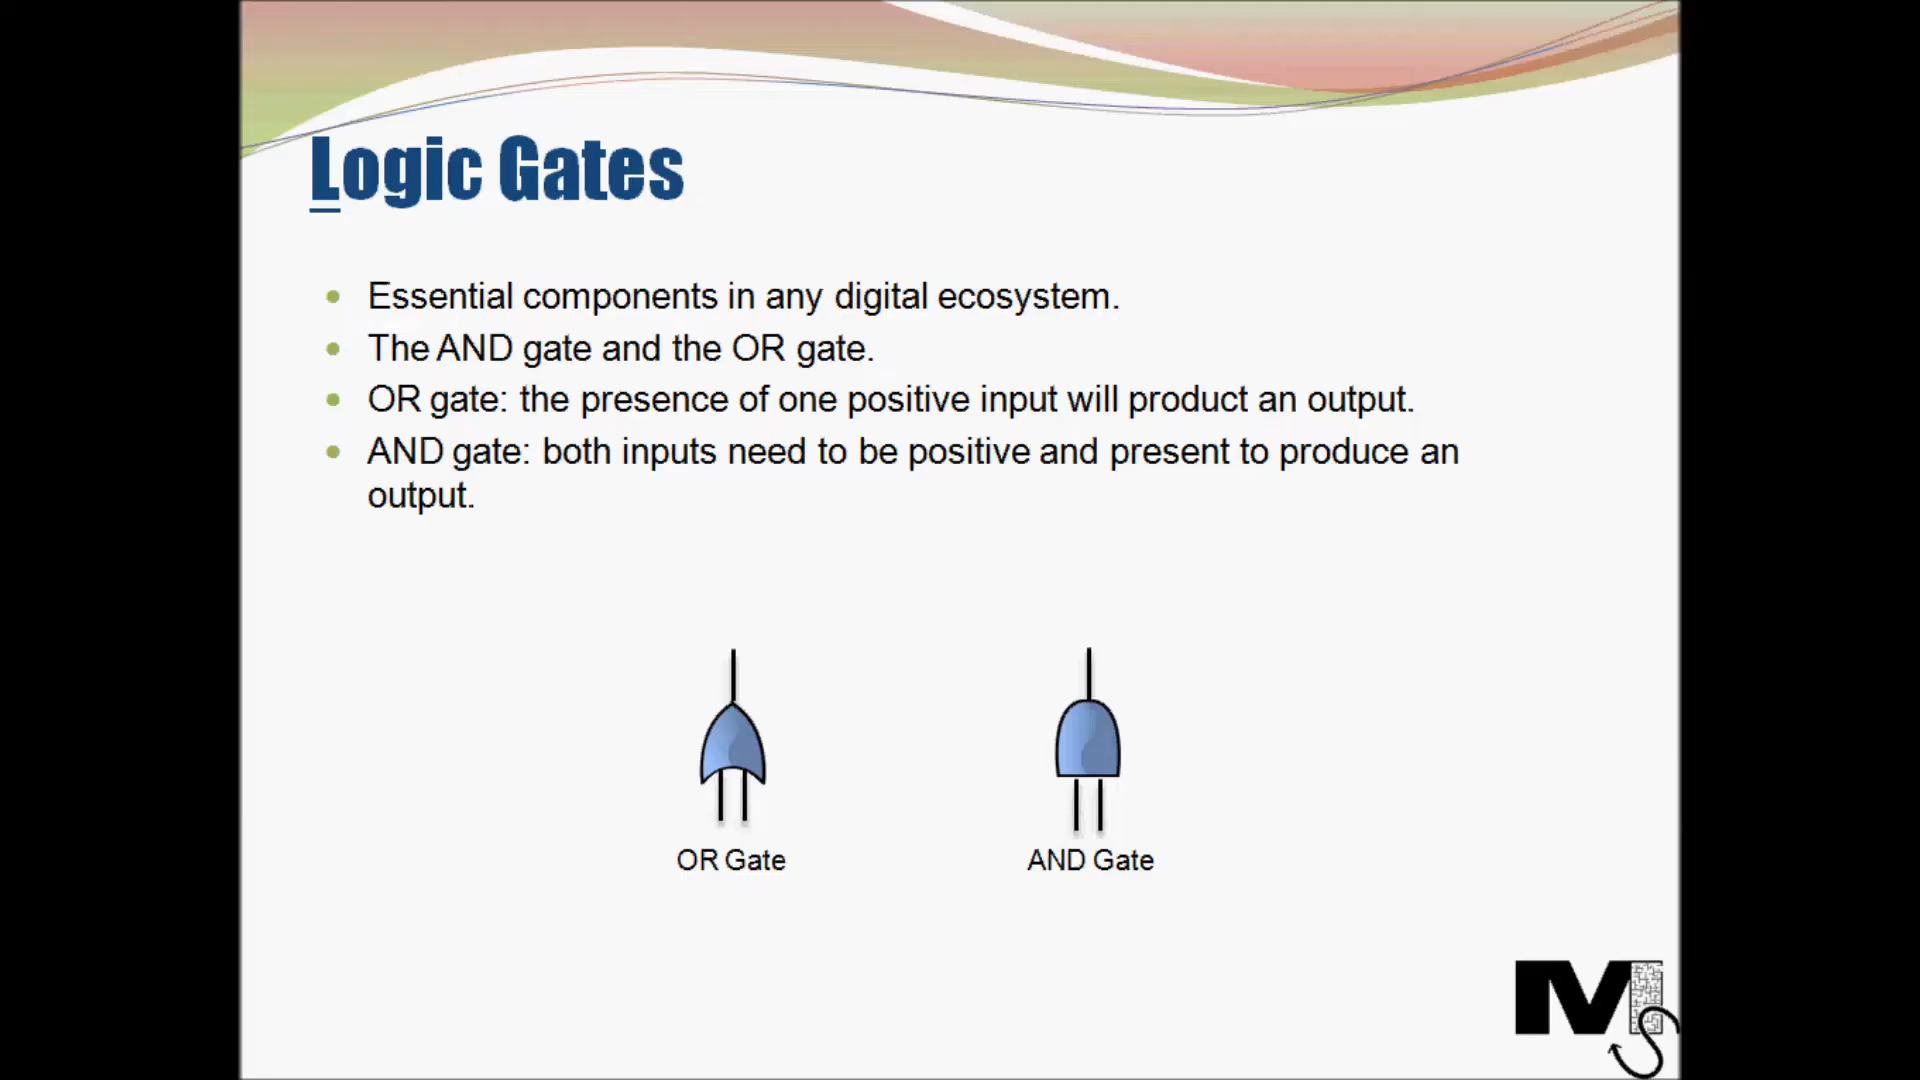 Logic Gates
Essential components in any digital ecosystem.
The AND gate and the OR gate.
OR gate: the presence of one positive input will product an output.
AND gate: both inputs need to be positive and present to produce an
output.
OR Gate
AND Gate
MIS